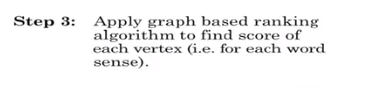 Step 3: Apply graph based ranking
algorithm to find score of
each vertex (i.e. for each word
sense).